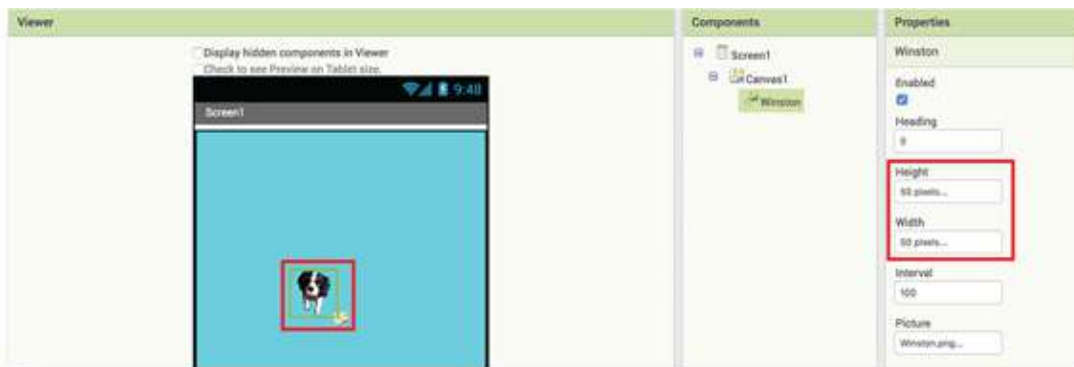 Viewer
Display hidden components in Viewer
Check to see Preview on Tablet size.
9:48
Screen1
Components
Screen1
Canvas1
Winston
Properties
Winston
Enabled
Heading
0
Height
50 pixels...
Width
50 pixels...
Interval
100
Picture
Winston.png...